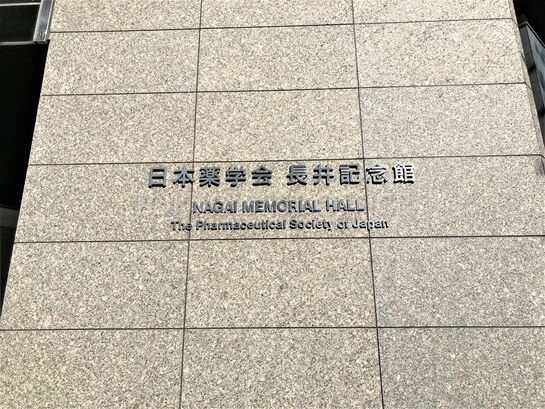 日本薬学会 長井記念館
NAGAI MEMORIAL HALL
The Pharmaceutical Society of Japan